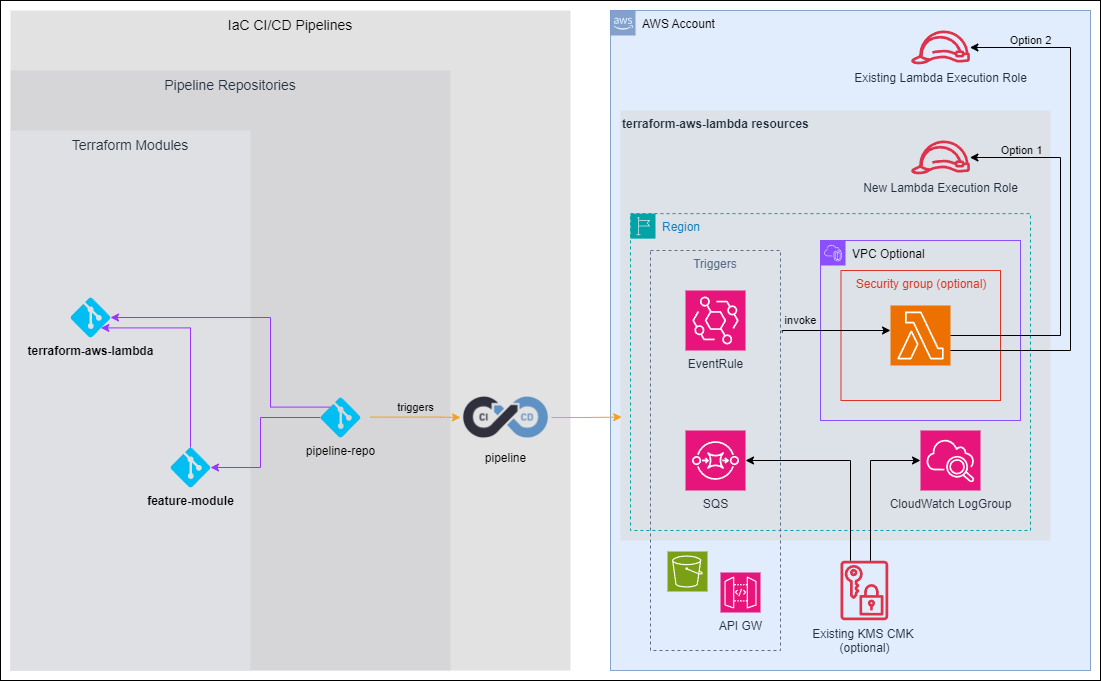 IaC CI/CD Pipelines
Pipeline Repositories
Terraform Modules
terraform-aws-lambda
feature-module
pipeline-repo
triggers
CI
CD
pipeline
aws
AWS Account
Option 2
Existing Lambda Execution Role
terraform-aws-lambda resources
Option 1
New Lambda Execution Role
Region
Triggers
EventRule
invoke
VPC Optional
Security group (optional)
SQS
CloudWatch LogGroup
</>
API GW
Existing KMS CMK
(optional)